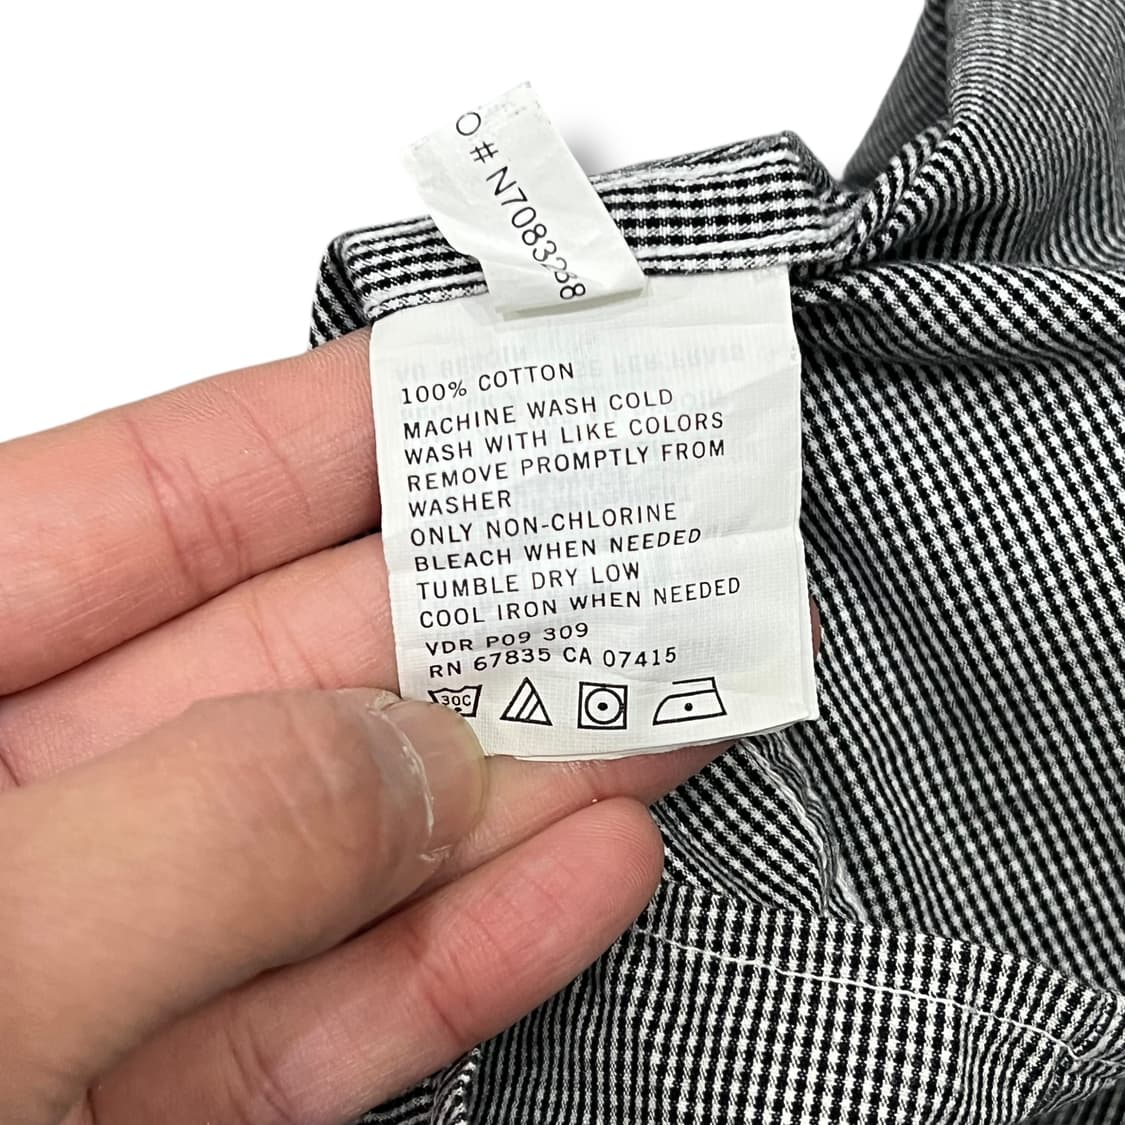 O # N7083238
100% COTTON
MACHINE WASH COLD
WASH WITH LIKE COLORS
REMOVE PROMPTLY FROM
WASHER
ONLY NON-CHLORINE
BLEACH WHEN NEEDED
TUMBLE DRY LOW
COOL IRON WHEN NEEDED
VDR P09 309
RN 67835 CA 07415
30C